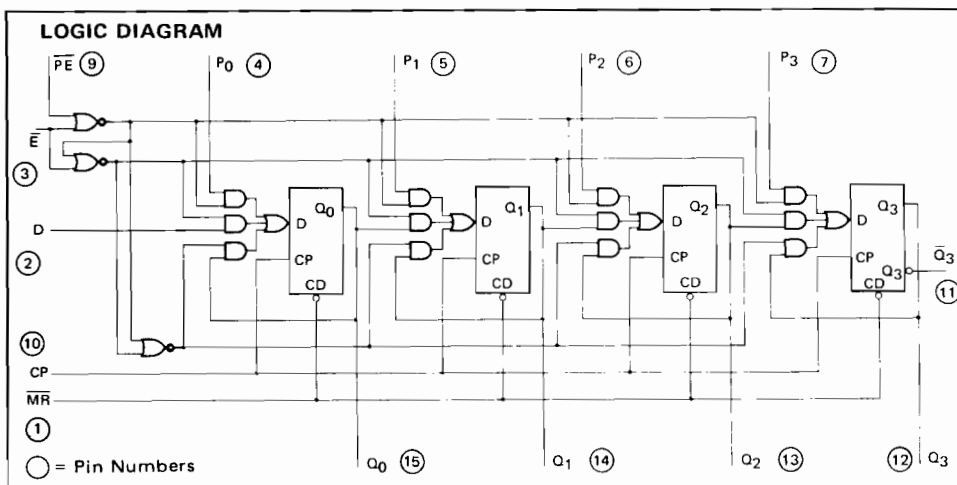 LOGIC DIAGRAM
PE 9 P0 4 P1 5 P2 6 P3 7
E
3
D
2
Q0 D CP CD
Q1 D CP CD
Q2 D CP CD
Q3 D CP Q3 CD
Q̅3
11
10
CP
MR
1
○ = Pin Numbers
Q0 15 Q1 14 Q2 13 12 Q3